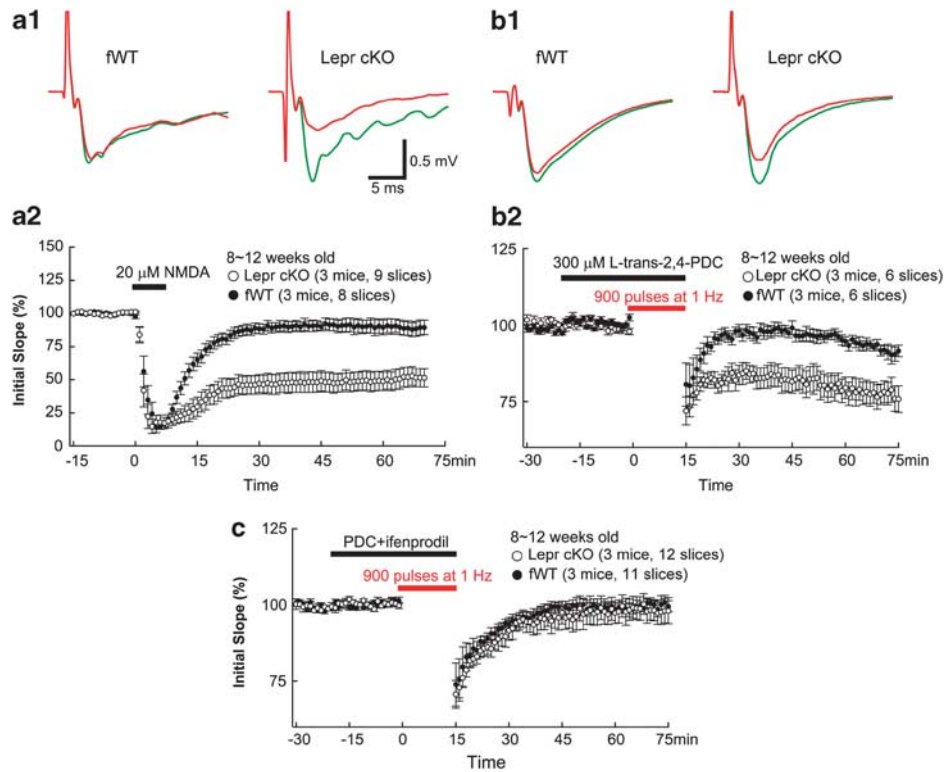 a1
fWT
Lepr cKO
0.5 mV
5 ms
b1
fWT
Lepr cKO
a2
Initial Slope (%)
150
125
100
75
50
25
0
20 μM NMDA
8~12 weeks old
Lepr cKO (3 mice, 9 slices)
fWT (3 mice, 8 slices)
-15 0 15 30 45 60 75min
Time
b2
125
100
75
300 μM L-trans-2,4-PDC
900 pulses at 1 Hz
8~12 weeks old
Lepr cKO (3 mice, 6 slices)
fWT (3 mice, 6 slices)
-30 -15 0 15 30 45 60 75min
Time
c
Initial Slope (%)
125
100
75
PDC+ifenprodil
900 pulses at 1 Hz
8~12 weeks old
Lepr cKO (3 mice, 12 slices)
fWT (3 mice, 11 slices)
-30 -15 0 15 30 45 60 75min
Time